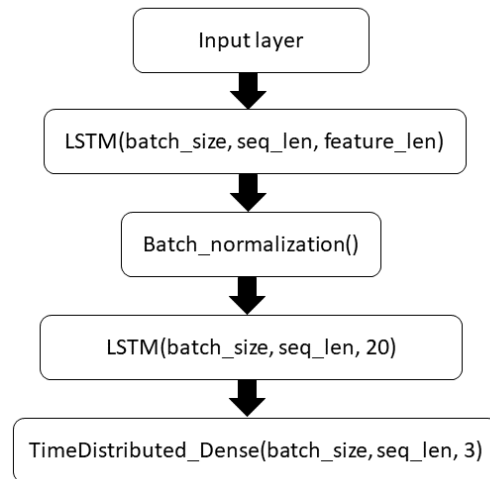 Input layer
LSTM(batch_size, seq_len, feature_len)
Batch_normalization()
LSTM(batch_size, seq_len, 20)
TimeDistributed_Dense(batch_size, seq_len, 3)